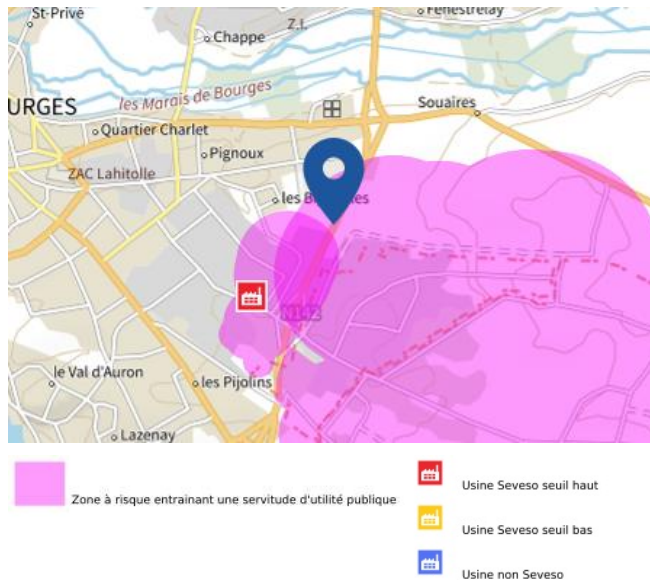 St-Privé
Z.I.
Fenestrelay
Chappe
les Marais de Bourges
URGES
Souaires
Quartier Charlet
Pignoux
ZAC Lahitolle
les B
les
N142
le Val d'Auron
les Pijolins
Lazenay
Zone à risque entrainant une servitude d'utilité publique
Usine Seveso seuil haut
Usine Seveso seuil bas
Usine non Seveso